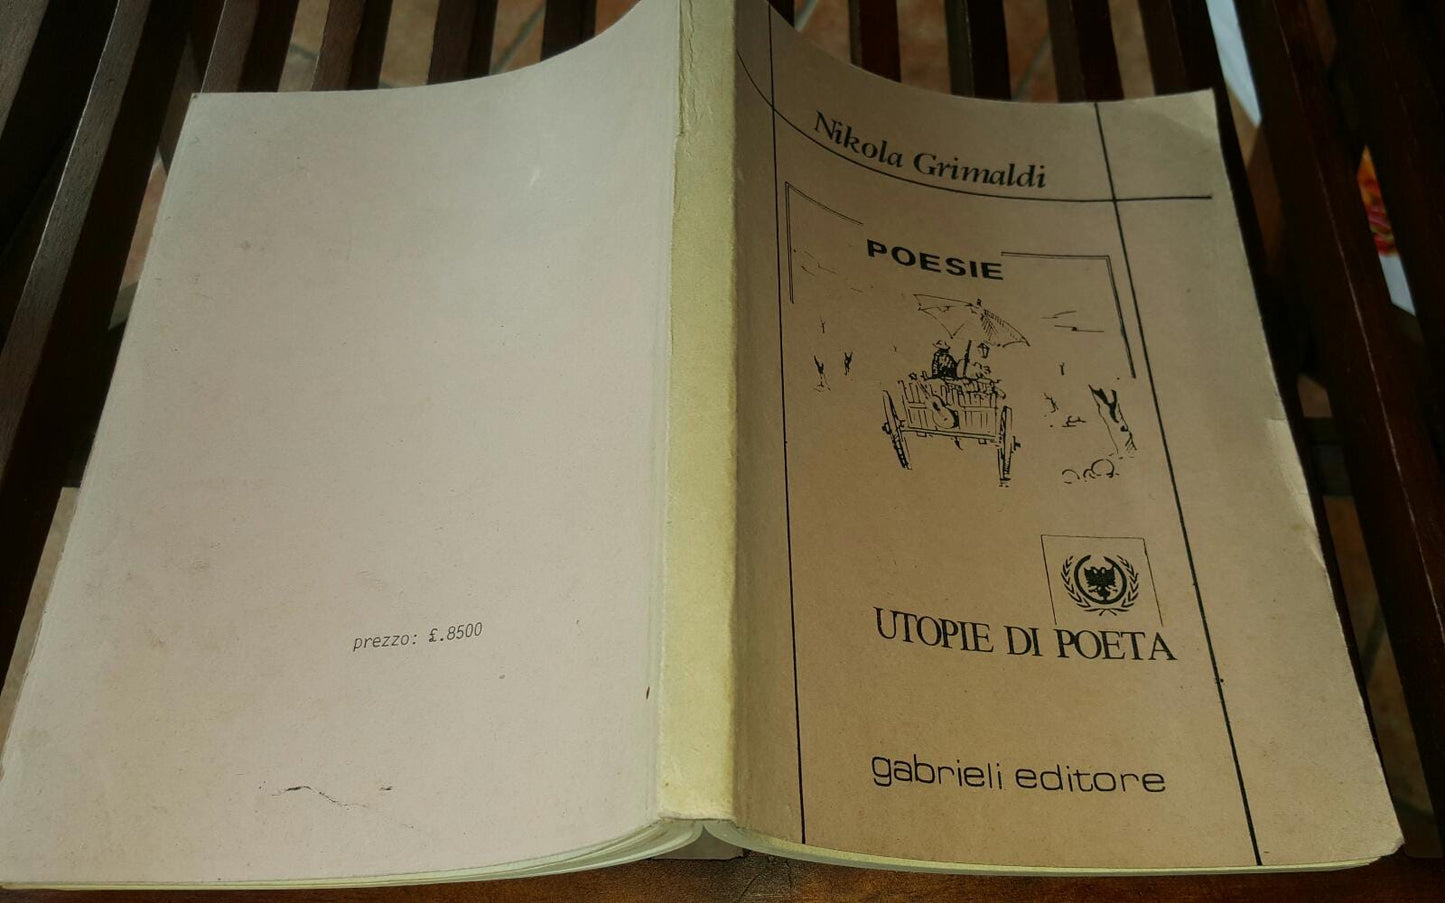 Nikola Grimaldi
POESIE
UTOPIE DI POETA
gabrieli editore
prezzo: £.8500